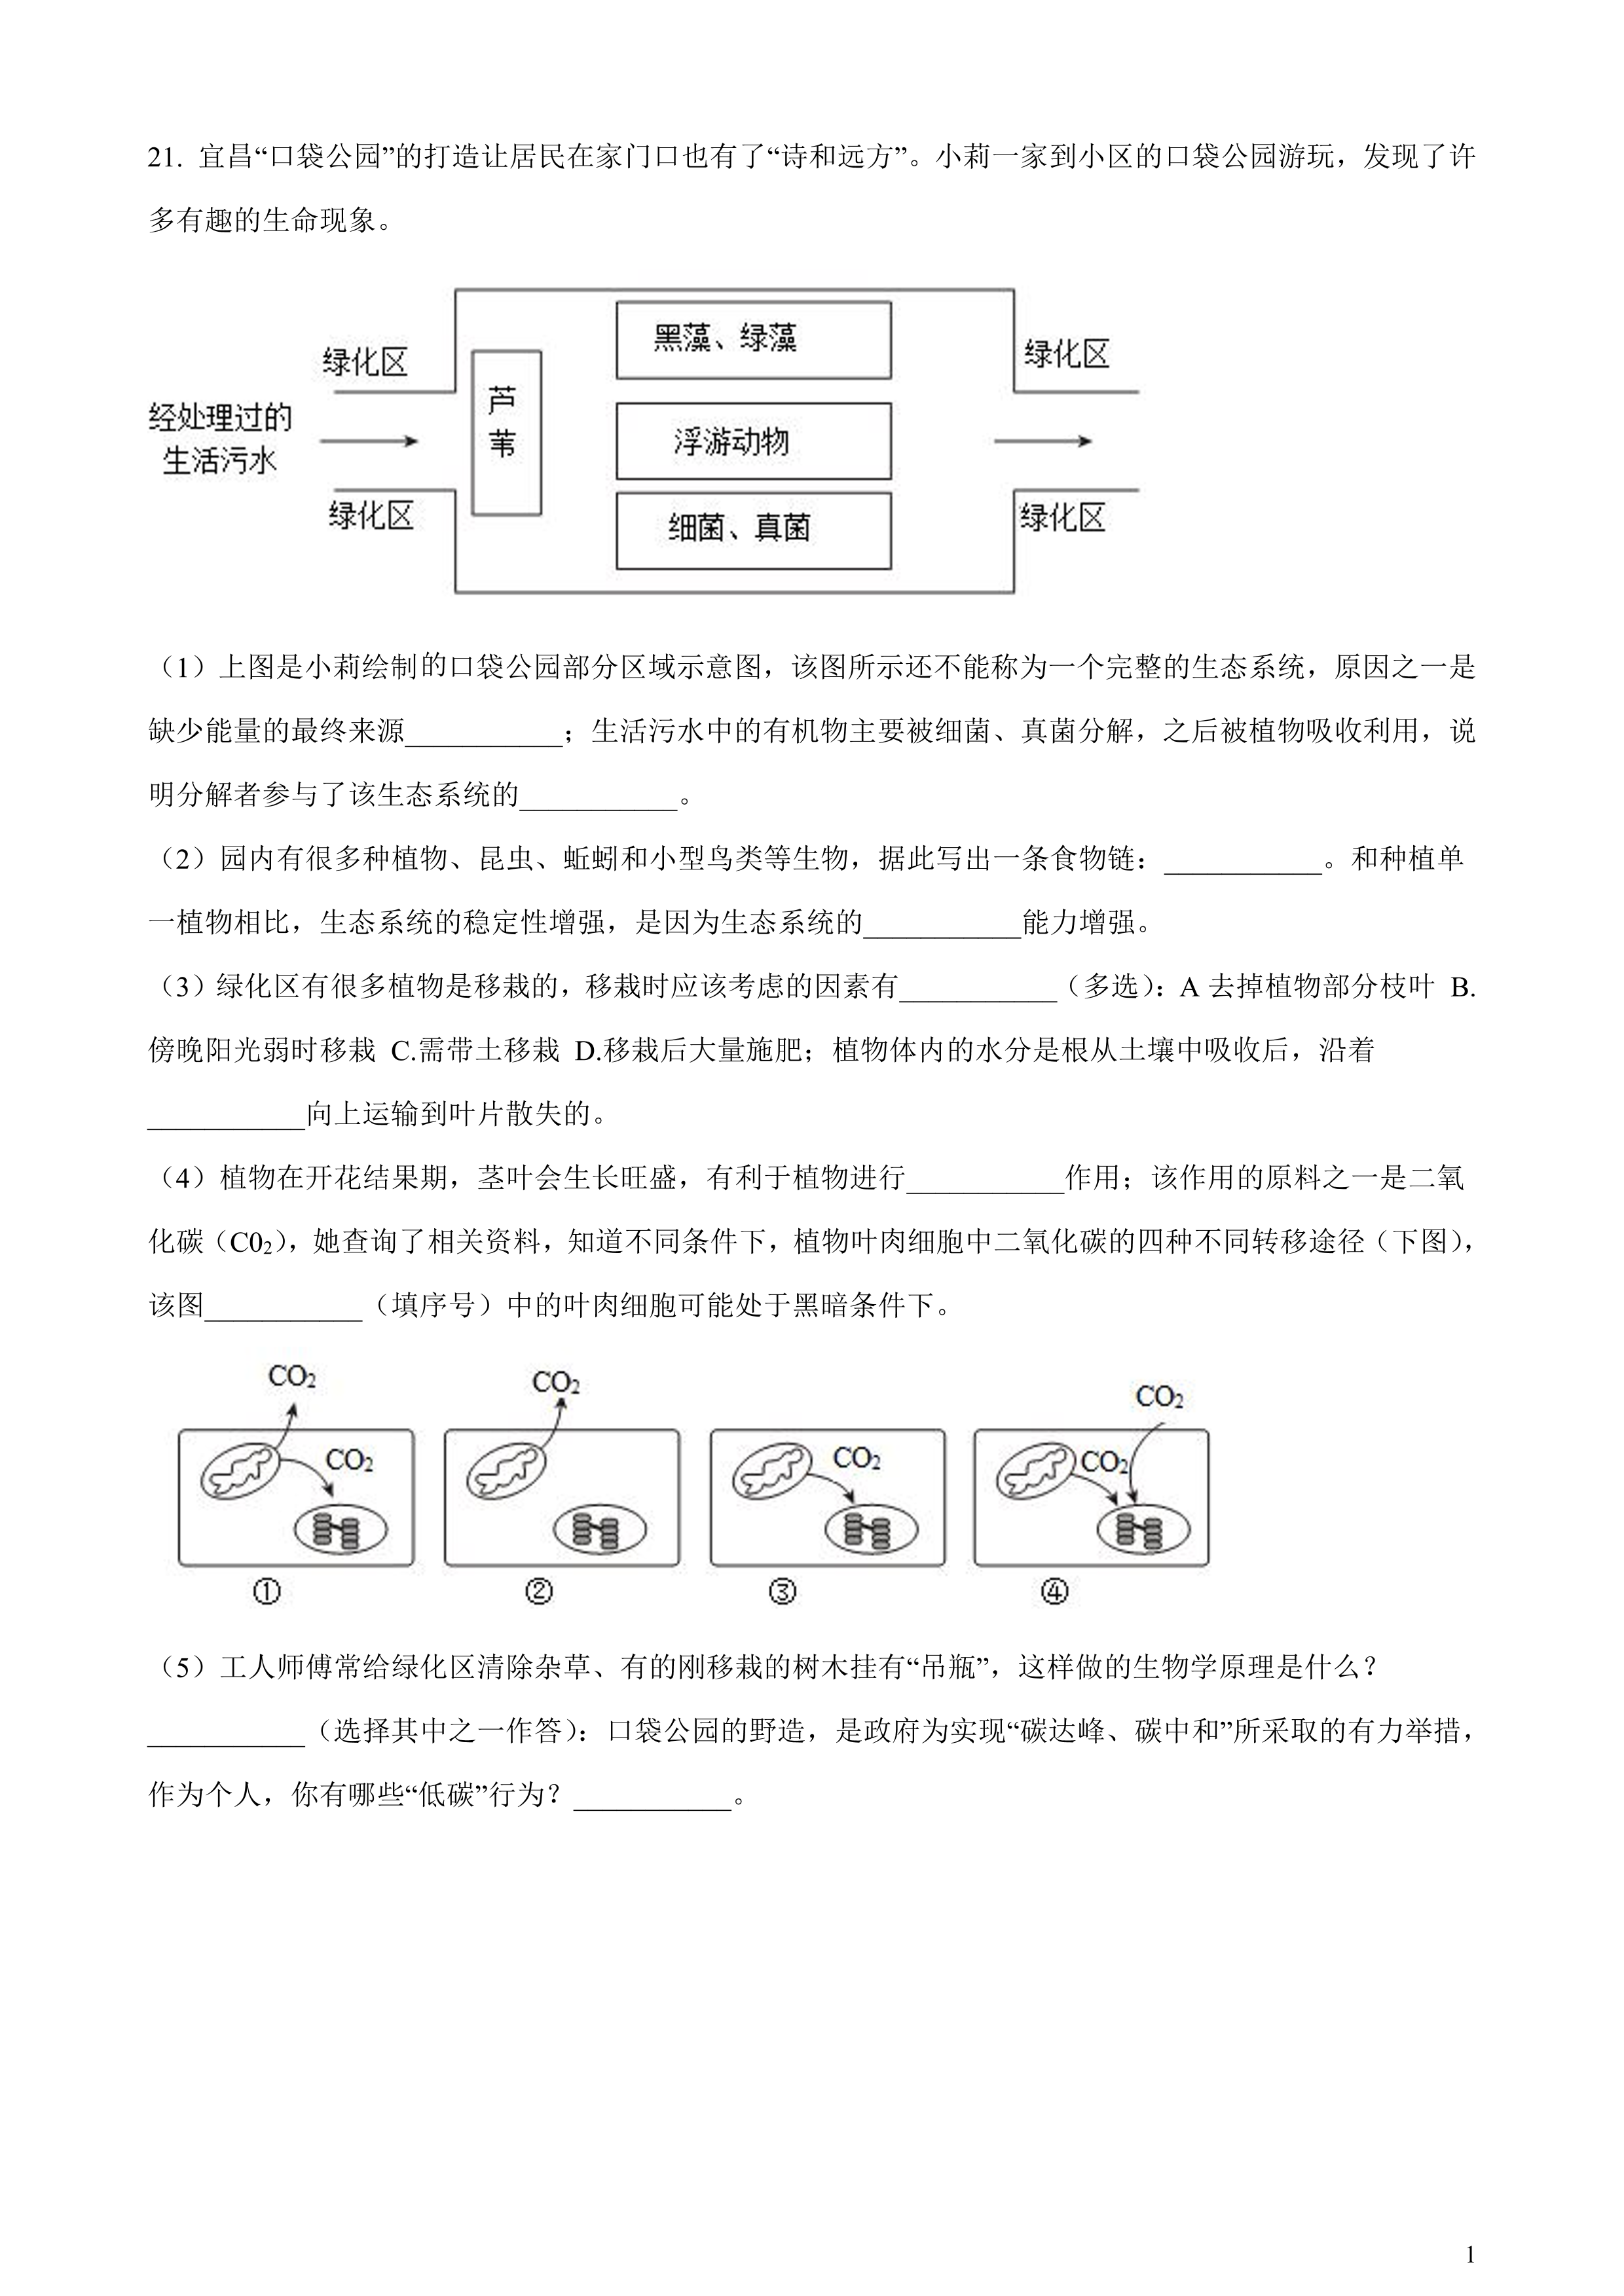 21. 宜昌“口袋公园”的打造让居民在家门口也有了“诗和远方”。小莉一家到小区的口袋公园游玩，发现了许
多有趣的生命现象。
绿化区
绿化区
经处理过的
生活污水
绿化区
绿化区
芦
苇
黑藻、绿藻
浮游动物
细菌、真菌
（1）上图是小莉绘制的口袋公园部分区域示意图，该图所示还不能称为一个完整的生态系统，原因之一是
缺少能量的最终来源___________；生活污水中的有机物主要被细菌、真菌分解，之后被植物吸收利用，说
明分解者参与了该生态系统的___________。
（2）园内有很多种植物、昆虫、蚯蚓和小型鸟类等生物，据此写出一条食物链：___________。和种植单
一植物相比，生态系统的稳定性增强，是因为生态系统的___________能力增强。
（3）绿化区有很多植物是移栽的，移栽时应该考虑的因素有___________（多选）：A 去掉植物部分枝叶 B.
傍晚阳光弱时移栽 C.需带土移栽 D.移栽后大量施肥；植物体内的水分是根从土壤中吸收后，沿着
___________向上运输到叶片散失的。
（4）植物在开花结果期，茎叶会生长旺盛，有利于植物进行___________作用；该作用的原料之一是二氧
化碳（C0₂），她查询了相关资料，知道不同条件下，植物叶肉细胞中二氧化碳的四种不同转移途径（下图），
该图___________（填序号）中的叶肉细胞可能处于黑暗条件下。
CO₂
CO₂
①
CO₂
②
CO₂
③
CO₂
CO₂
④
（5）工人师傅常给绿化区清除杂草、有的刚移栽的树木挂有“吊瓶”，这样做的生物学原理是什么？
___________（选择其中之一作答）：口袋公园的野造，是政府为实现“碳达峰、碳中和”所采取的有力举措，
作为个人，你有哪些“低碳”行为？___________。
1